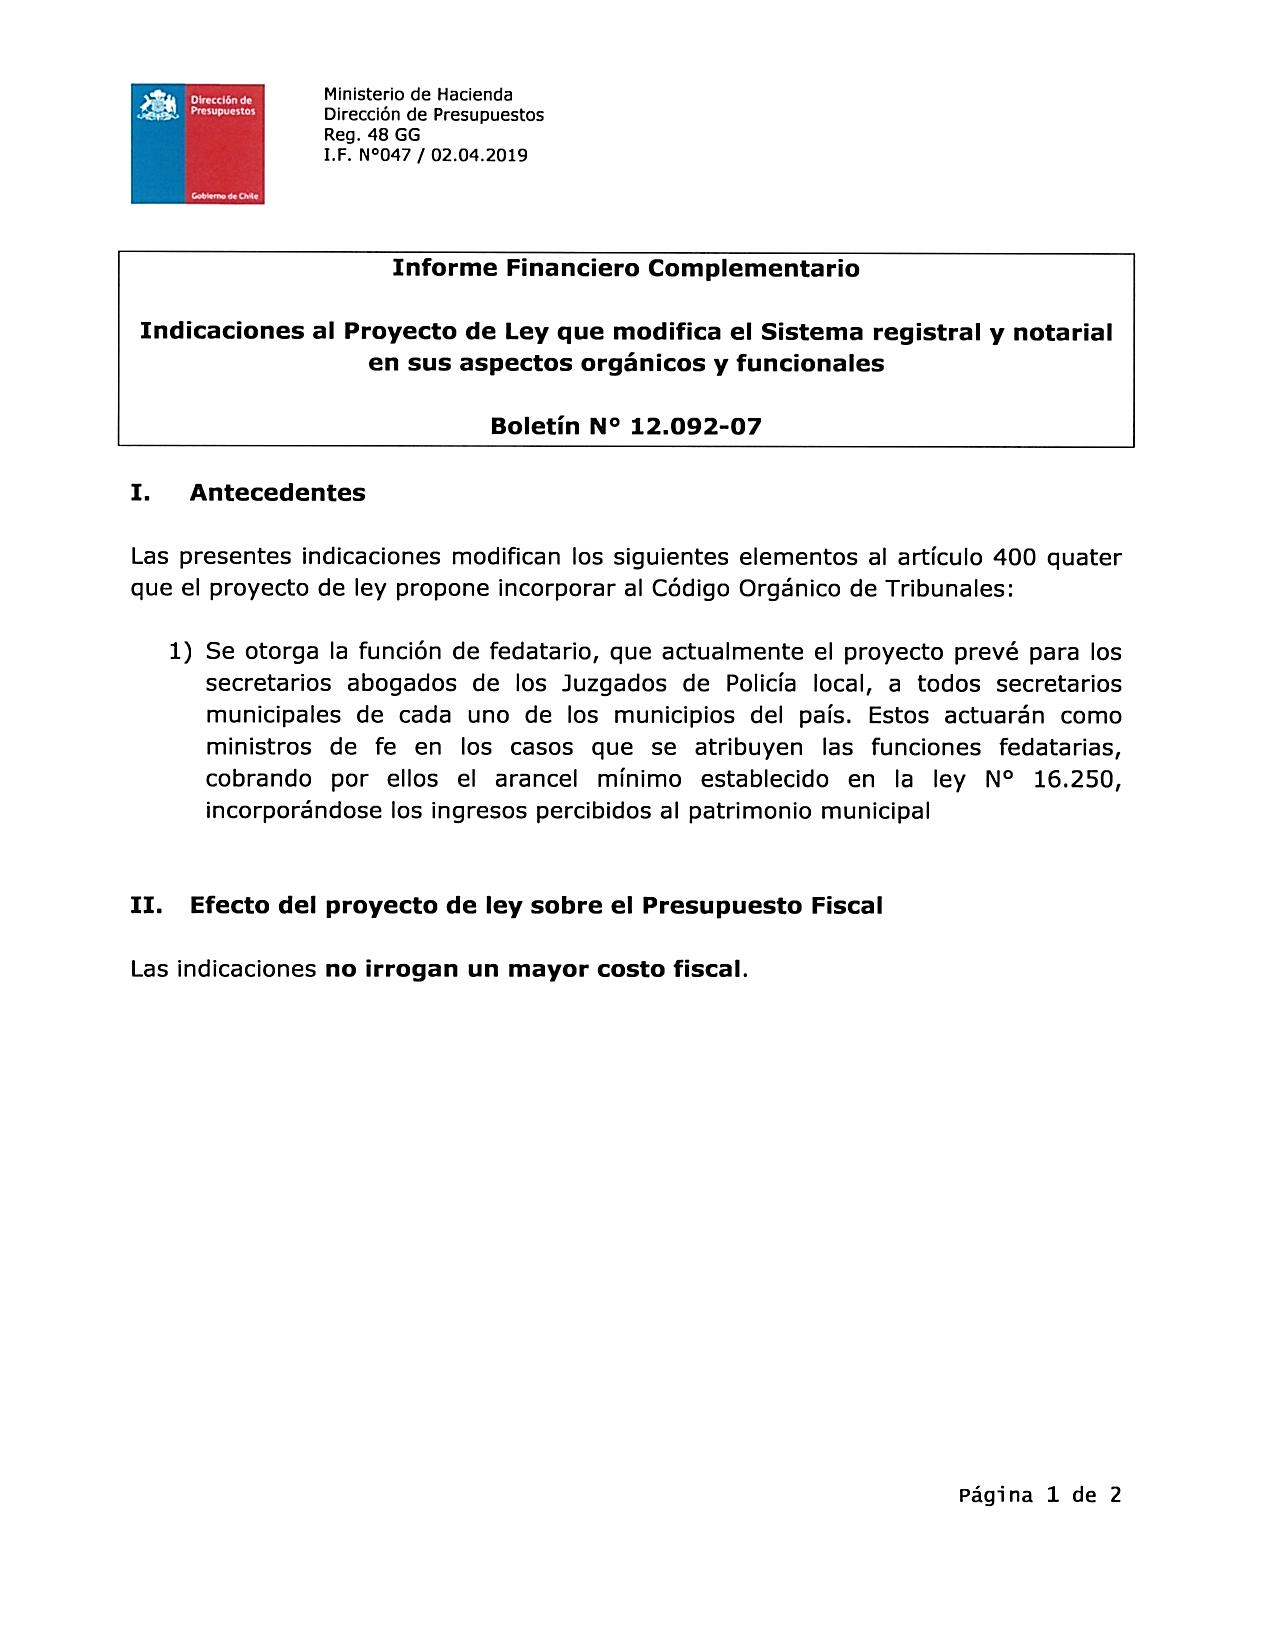 Dirección de
Presupuestos
Gobierno de Chile
Ministerio de Hacienda
Dirección de Presupuestos
Reg. 48 GG
I.F. N°047 / 02.04.2019
Informe Financiero Complementario
Indicaciones al Proyecto de Ley que modifica el Sistema registral y notarial
en sus aspectos orgánicos y funcionales
Boletín N° 12.092-07
I. Antecedentes
Las presentes indicaciones modifican los siguientes elementos al artículo 400 quater
que el proyecto de ley propone incorporar al Código Orgánico de Tribunales:
1) Se otorga la función de fedatario, que actualmente el proyecto prevé para los
secretarios abogados de los Juzgados de Policía local, a todos secretarios
municipales de cada uno de los municipios del país. Estos actuarán como
ministros de fe en los casos que se atribuyen las funciones fedatarias,
cobrando por ellos el arancel mínimo establecido en la ley N° 16.250,
incorporándose los ingresos percibidos al patrimonio municipal
II. Efecto del proyecto de ley sobre el Presupuesto Fiscal
Las indicaciones no irrogan un mayor costo fiscal.
Página 1 de 2